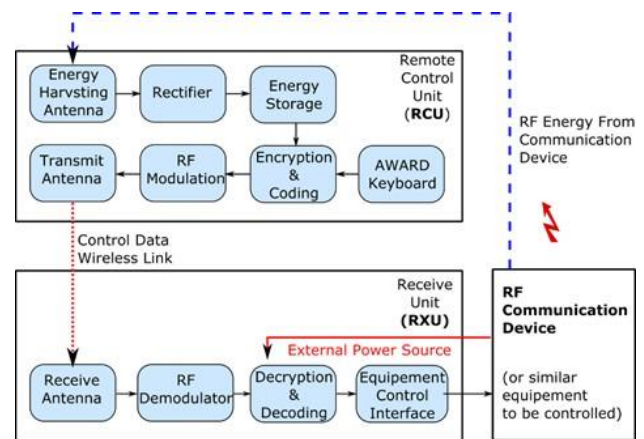 Energy
Harvsting
Antenna
Rectifier
Energy
Storage
Remote
Control
Unit
(RCU)
Transmit
Antenna
RF
Modulation
Encryption
&
Coding
AWARD
Keyboard
RF Energy From
Communication
Device
Control Data
Wireless Link
Receive
Unit
(RXU)
External Power Source
Receive
Antenna
RF
Demodulator
Decryption
&
Decoding
Equipement
Control
Interface
RF
Communication
Device
(or similar
equipement
to be controlled)